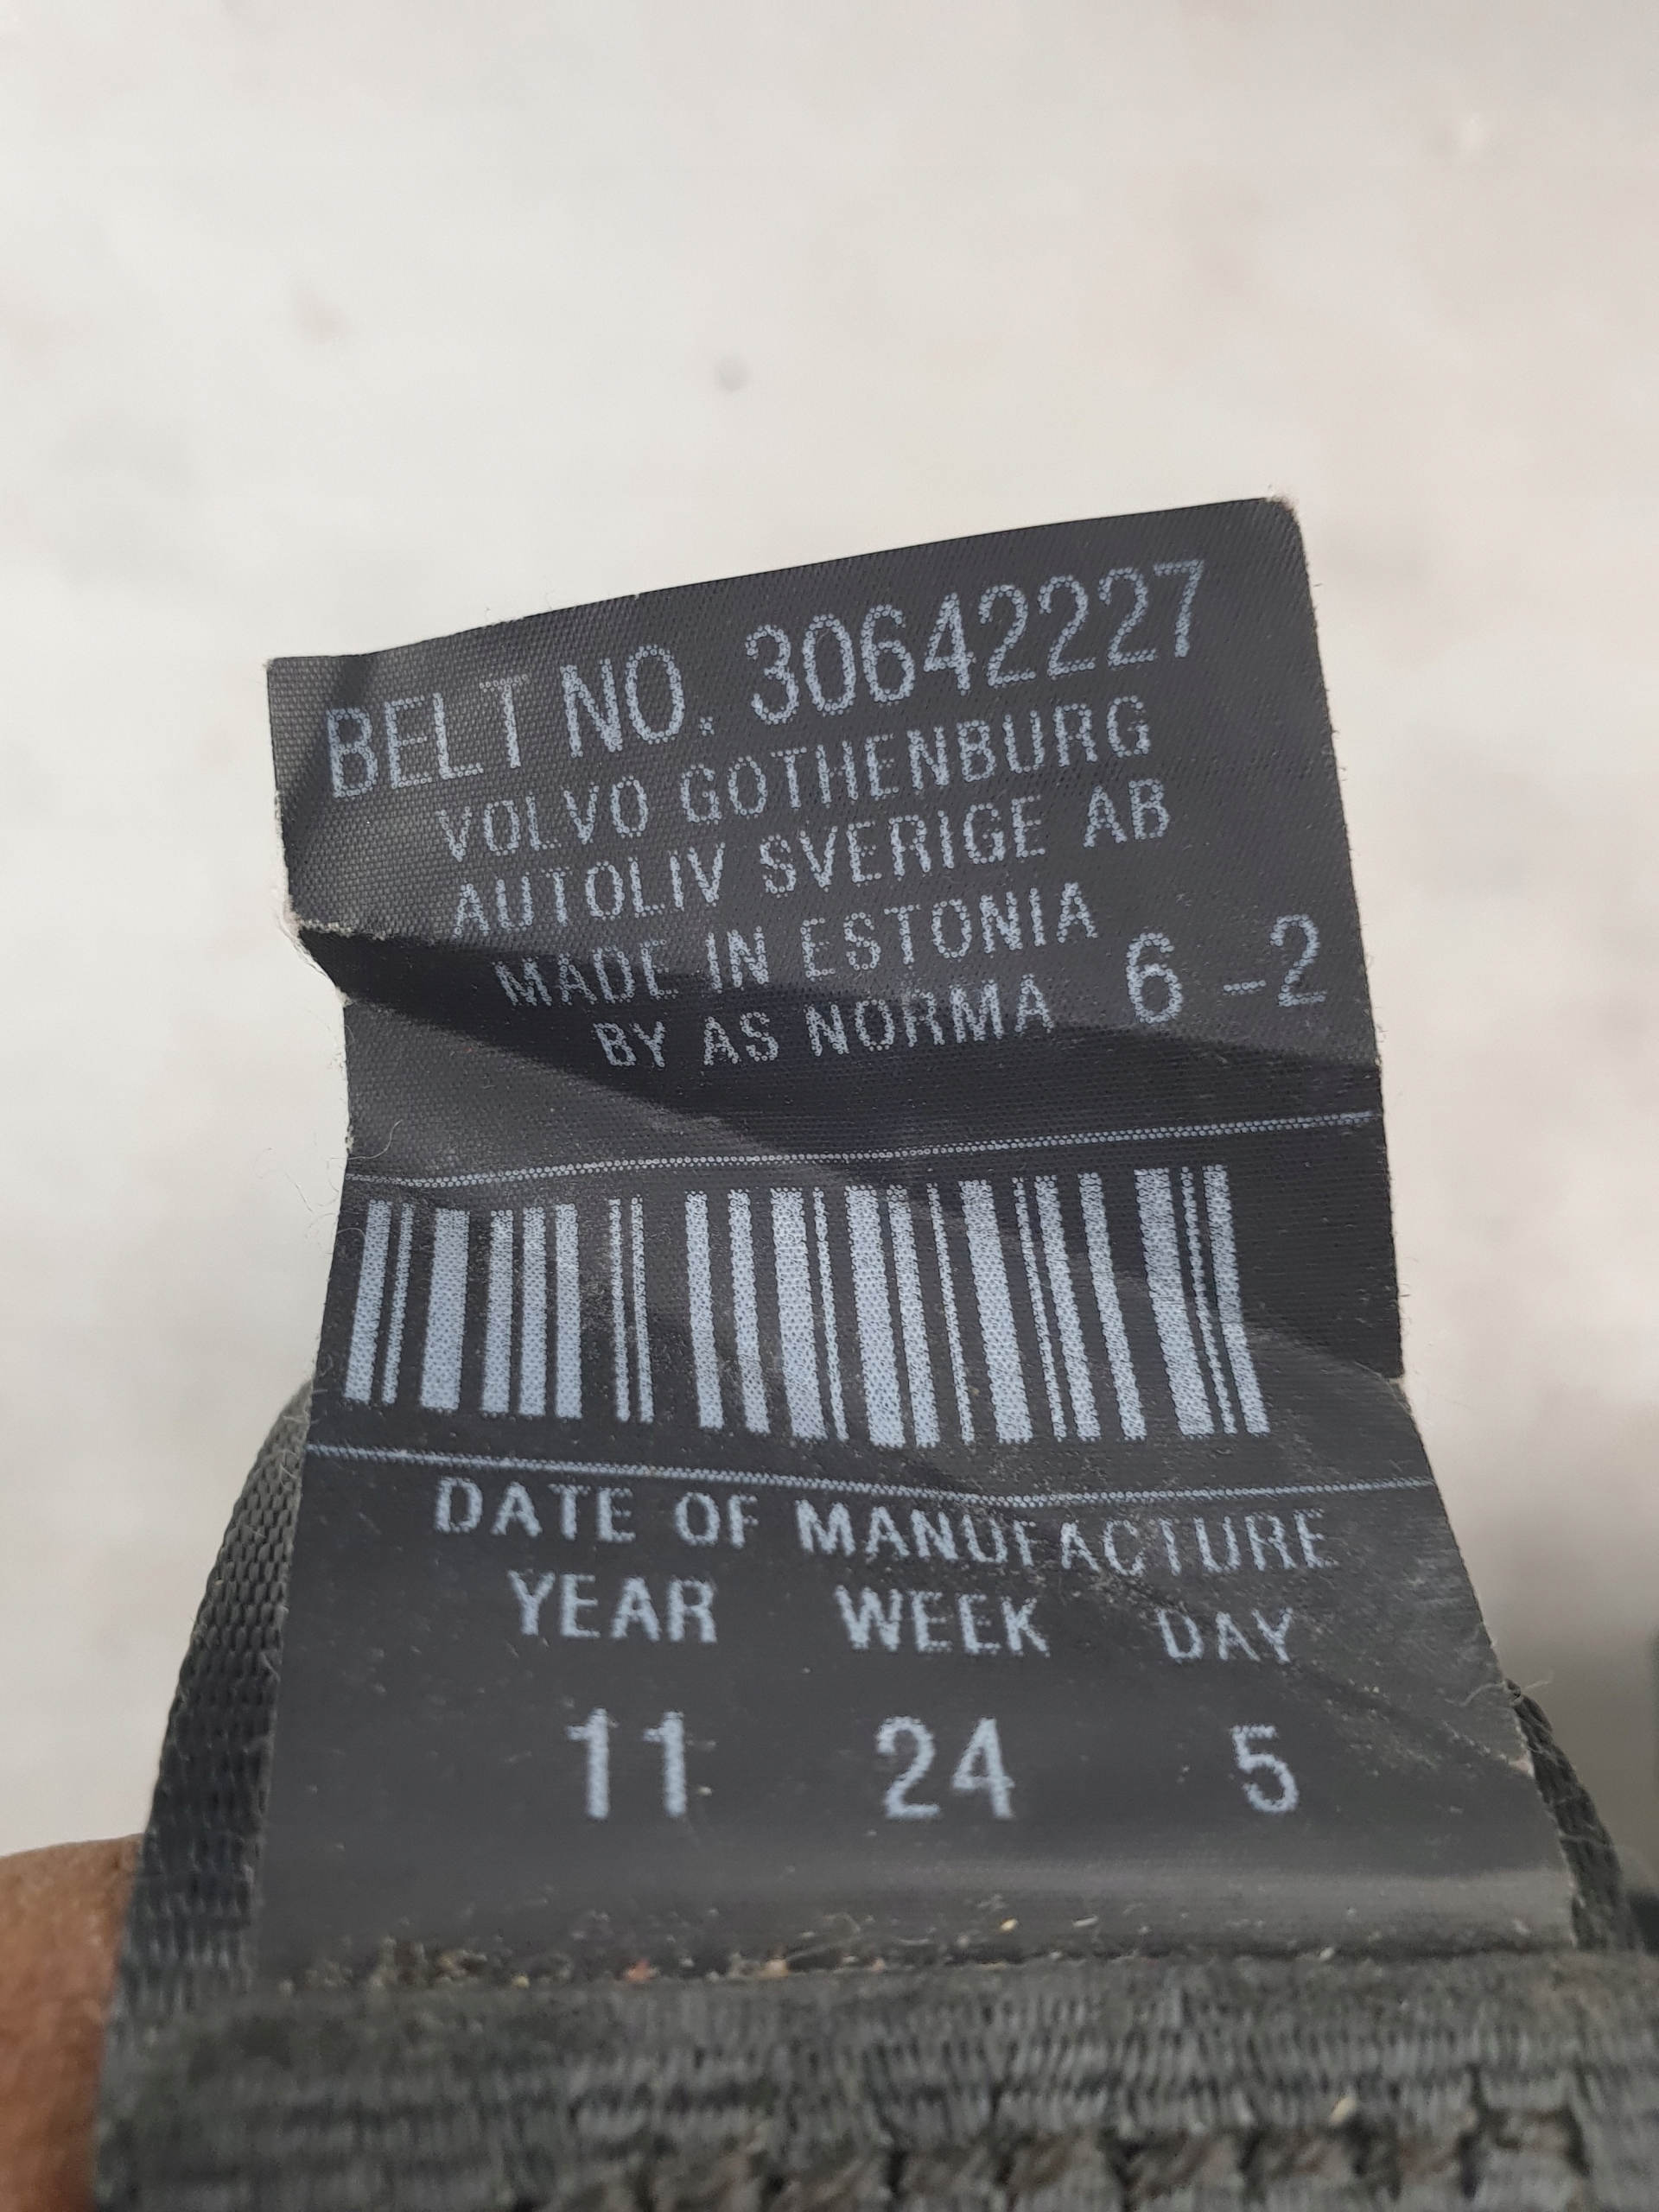 BELT NO. 30642227
VOLVO GOTHENBURG
AUTOLIV SVERIGE AB
MADE IN ESTONIA
BY AS NORMA 6 -2
DATE OF MANUFACTURE
YEAR WEEK DAY
11 24 5